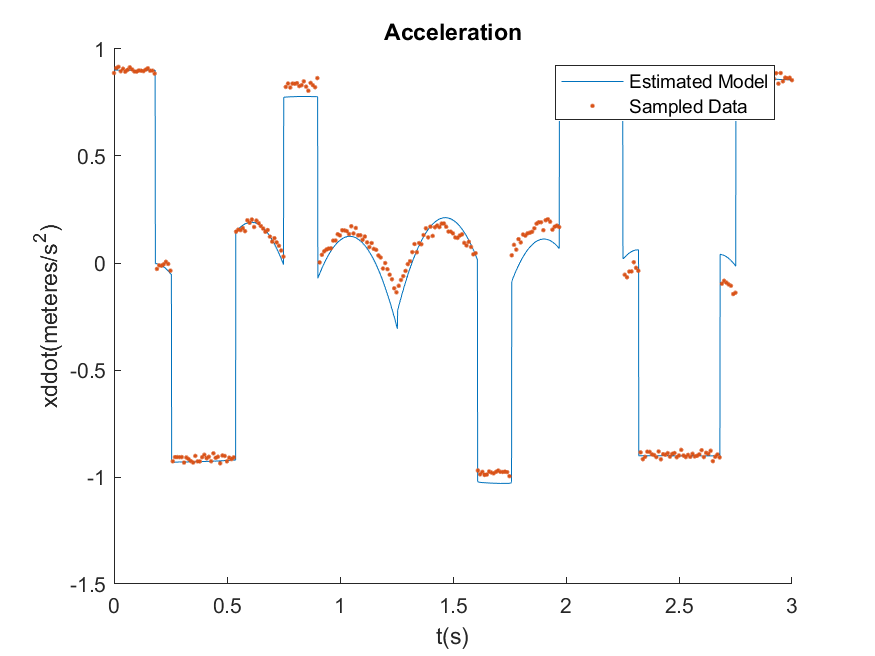 Acceleration
1
0.5
0
-0.5
-1
-1.5
xddot(meteres/s²)
Estimated Model
Sampled Data
0
0.5
1
1.5
2
2.5
3
t(s)